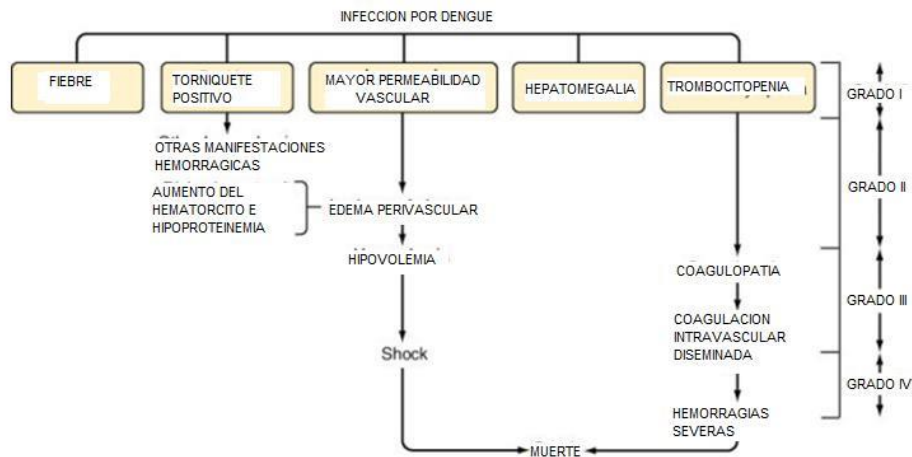 INFECCION POR DENGUE
FIEBRE
TORNIQUETE
POSITIVO
MAYOR PERMEABILIDAD
VASCULAR
HEPATOMEGALIA
TROMBOCITOPENIA
GRADO I
OTRAS MANIFESTACIONES
HEMORRAGICAS
GRADO II
AUMENTO DEL
HEMATORCITO E
HIPOPROTEINEMIA
EDEMA PERIVASCULAR
HIPOVOLEMIA
COAGULOPATIA
GRADO III
COAGULACION
INTRAVASCULAR
DISEMINADA
Shock
GRADO IV
HEMORRAGIAS
SEVERAS
MUERTE